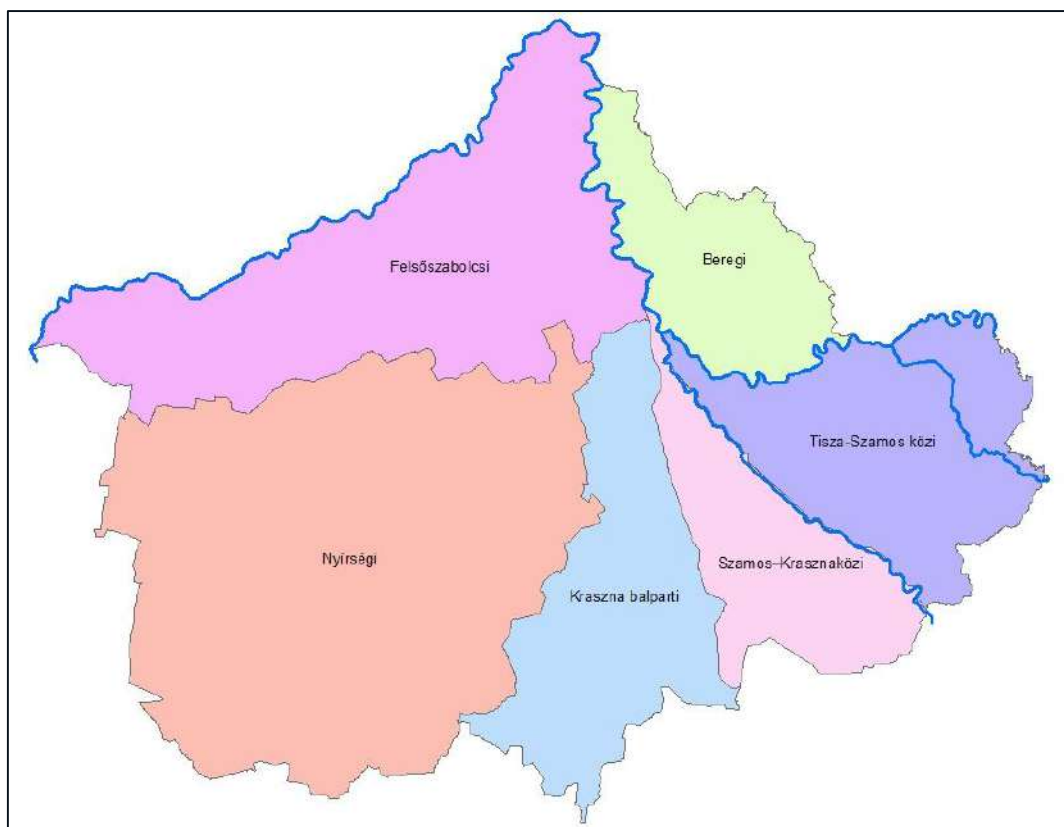 Felsőszabolcsi
Beregi
Tisza-Szamos közi
Nyírségi
Szamos–Krasznaközi
Kraszna balparti